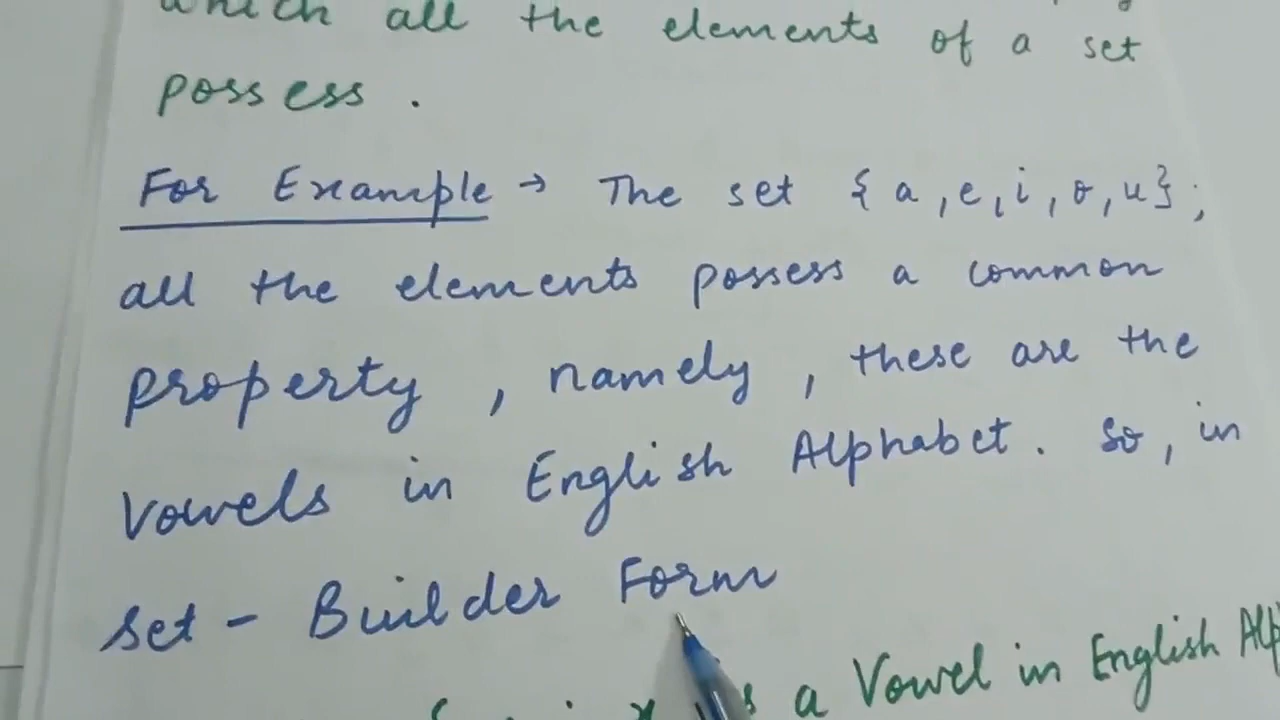 which all the elements of a set
possess .
For Example → The set { a , e , i , o , u } ;
all the elements possess a common
property , namely , these are the
Vowels in English Alphabet . So , in
Set - Builder Form
a Vowel in English